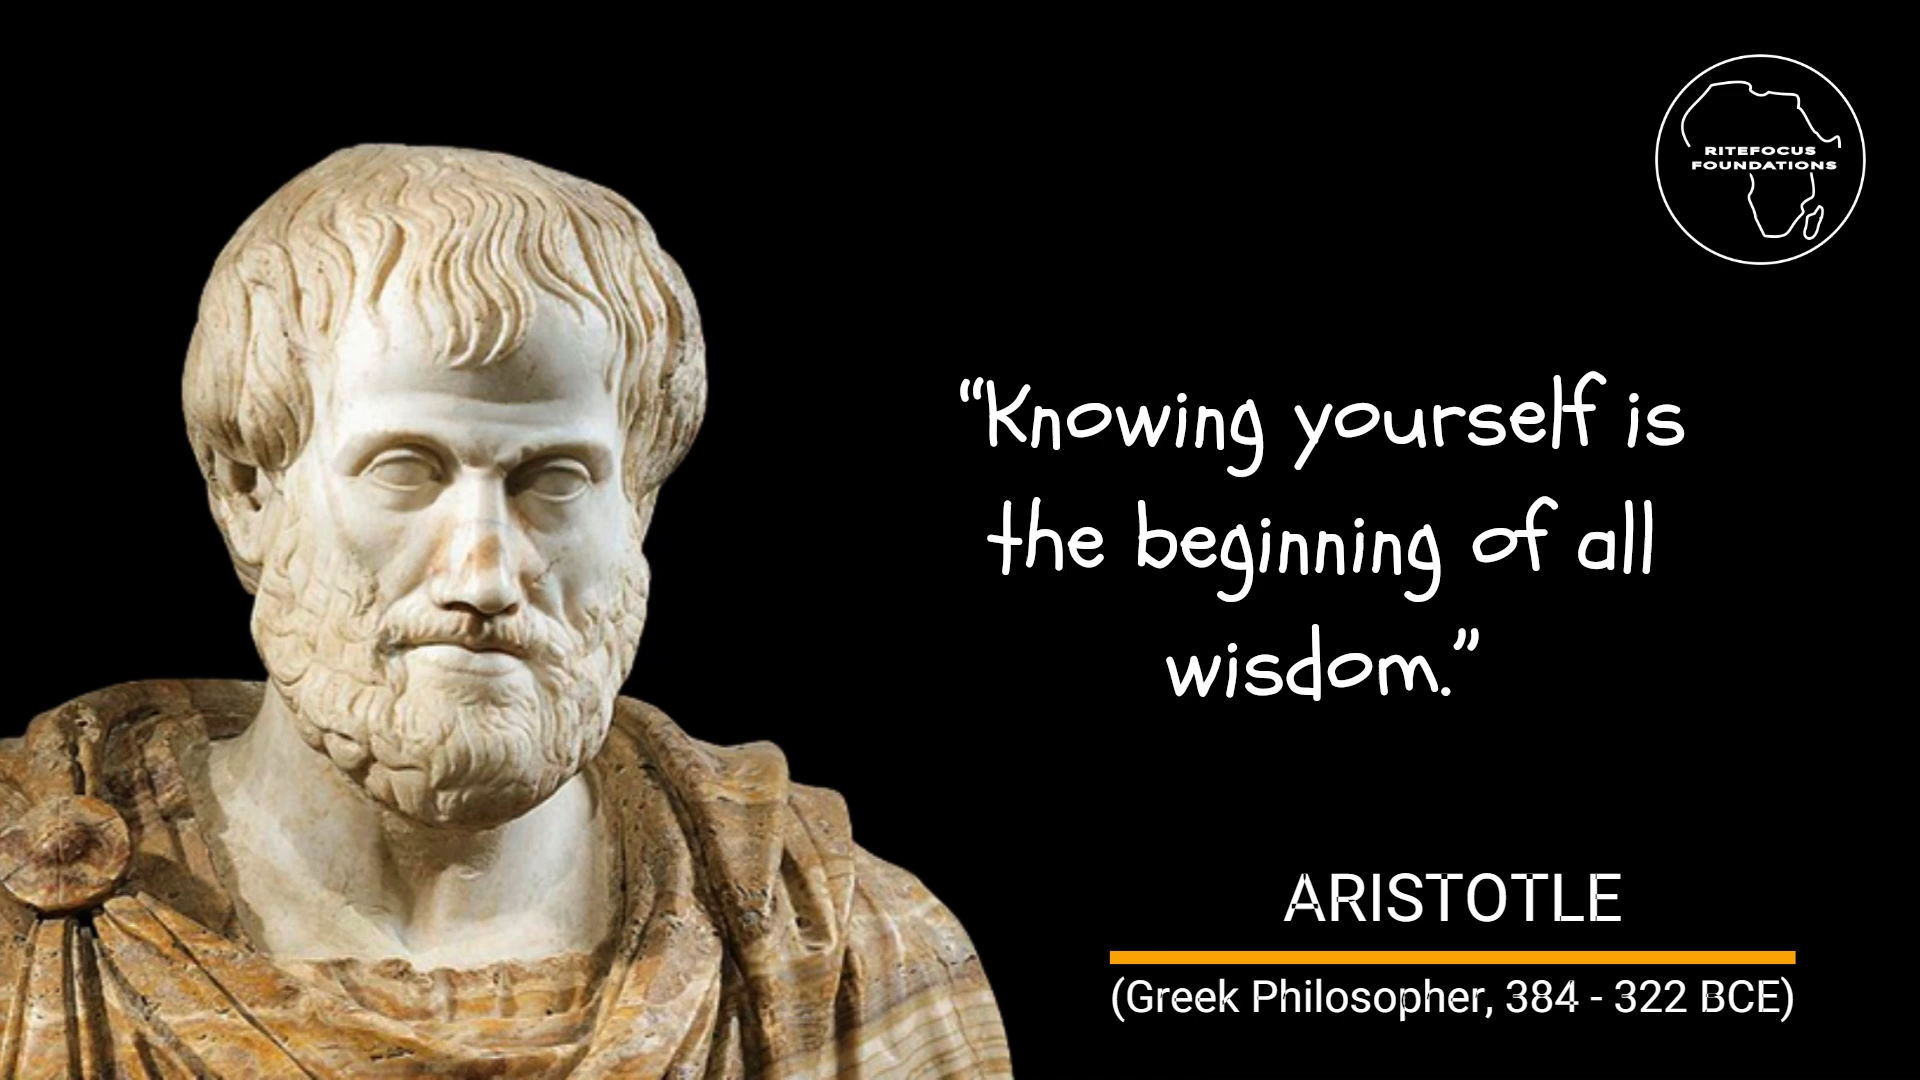 RITEFOCUS
FOUNDATIONS
“Knowing yourself is
the beginning of all
wisdom.”
ARISTOTLE
(Greek Philosopher, 384 - 322 BCE)